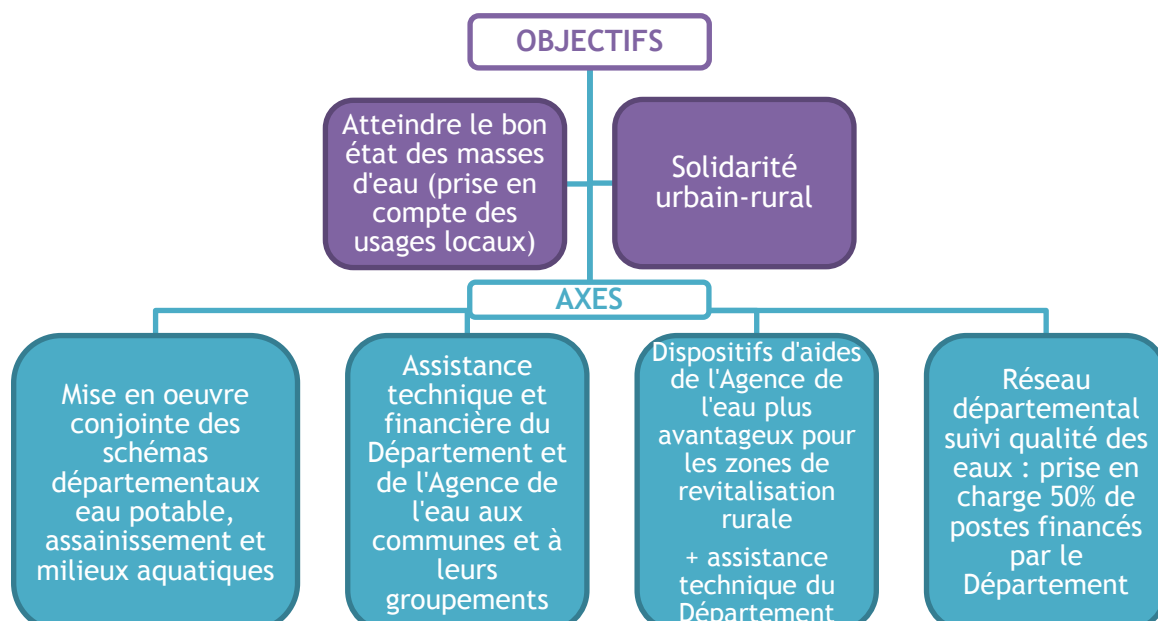 OBJECTIFS
Atteindre le bon
état des masses
d'eau (prise en
compte des
usages locaux)
Solidarité
urbain-rural
AXES
Mise en oeuvre
conjointe des
schémas
départementaux
eau potable,
assainissement et
milieux aquatiques
Assistance
technique et
financière du
Département et
de l'Agence de
l'eau aux
communes et à
leurs
groupements
Dispositifs d'aides
de l'Agence de
l'eau plus
avantageux pour
les zones de
revitalisation
rurale
+ assistance
technique du
Département
Réseau
départemental
suivi qualité des
eaux : prise en
charge 50% de
postes financés
par le
Département